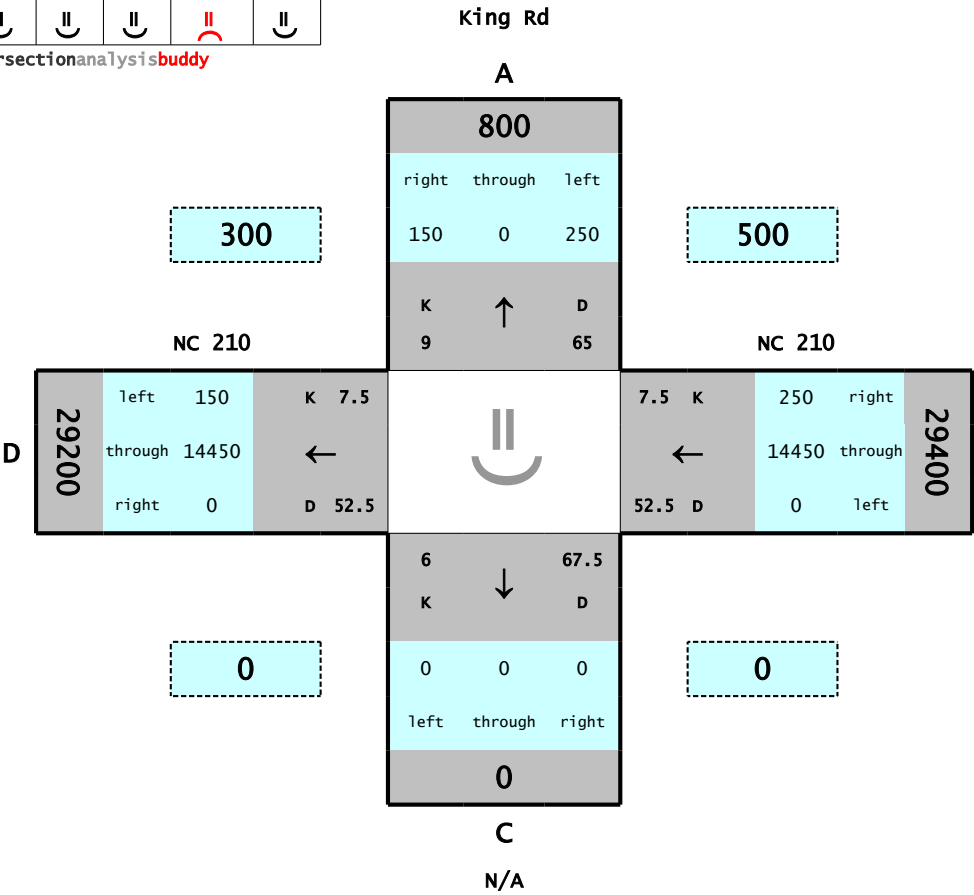 King Rd
rsectionanalysisbuddy
A
800
right through left
300
150 0 250
500
K D
9 65
NC 210
NC 210
left 150 K 7.5
7.5 K 250 right
D
29200
through 14450
14450 through
29400
right 0 D 52.5
52.5 D 0 left
6 67.5
K D
0
0 0 0
0
left through right
0
C
N/A